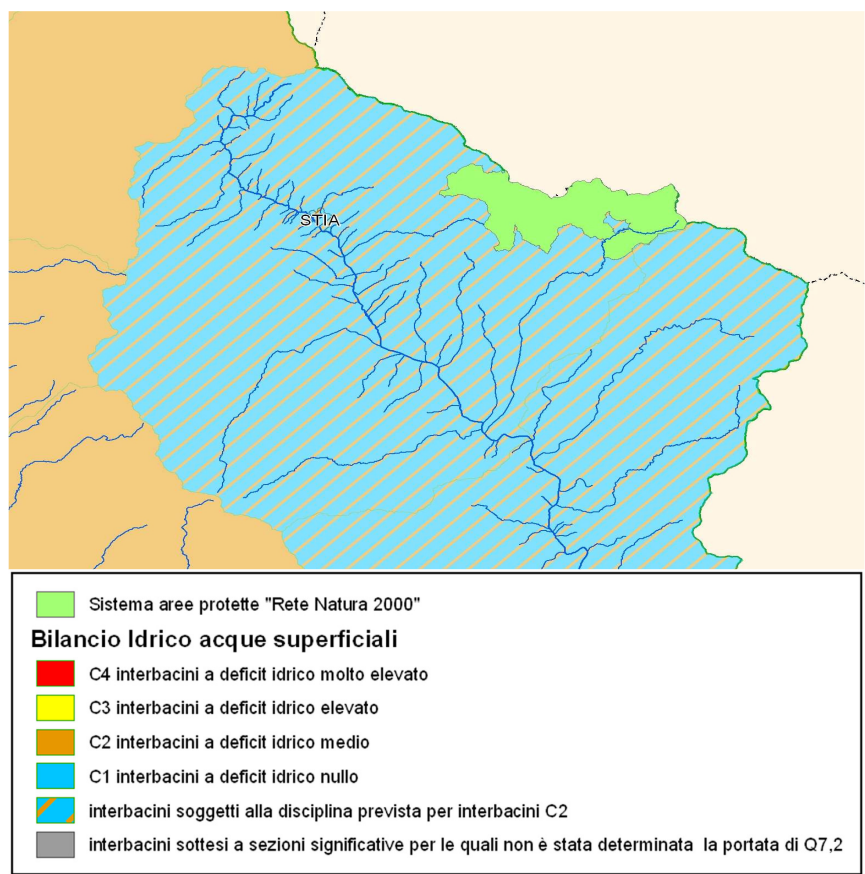 STIA
Sistema aree protette "Rete Natura 2000"
Bilancio Idrico acque superficiali
C4 interbacini a deficit idrico molto elevato
C3 interbacini a deficit idrico elevato
C2 interbacini a deficit idrico medio
C1 interbacini a deficit idrico nullo
interbacini soggetti alla disciplina prevista per interbacini C2
interbacini sottesi a sezioni significative per le quali non è stata determinata la portata di Q7,2